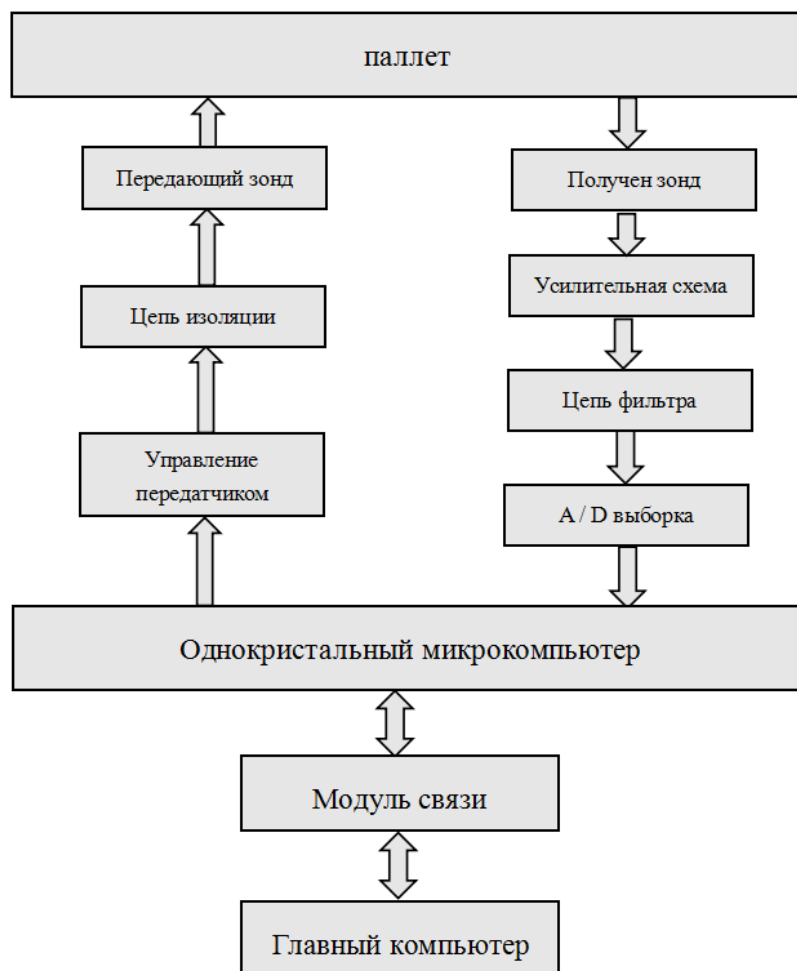 паллет
Передающий зонд
Получен зонд
Усилительная схема
Цепь изоляции
Цепь фильтра
Управление
передатчиком
A / D выборка
Однокристальный микрокомпьютер
Модуль связи
Главный компьютер